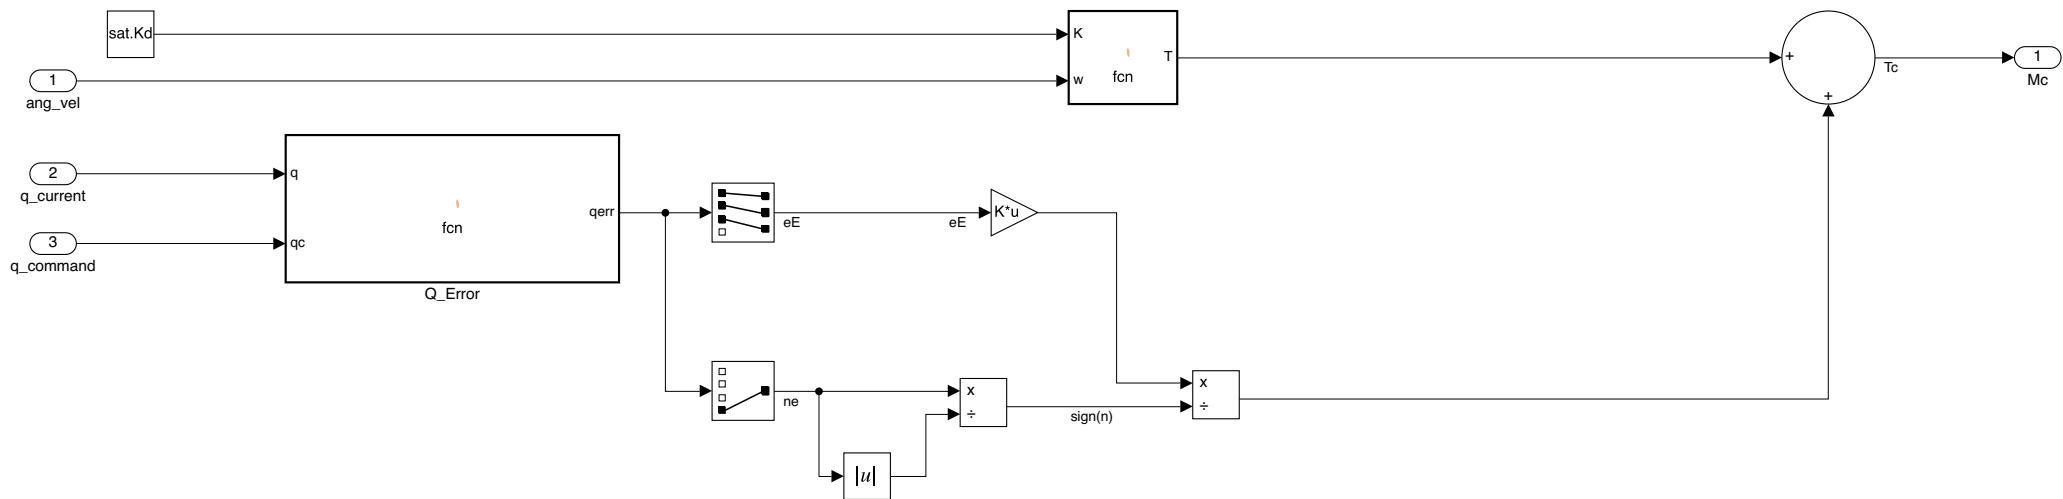 sat.Kd
K
w
fcn
T
+
+
Tc
1
Mc
1
ang_vel
2
q_current
3
q_command
q
qc
fcn
qerr
Q_Error
eE
eE
K*u
ne
x
÷
|u|
sign(n)
x
÷